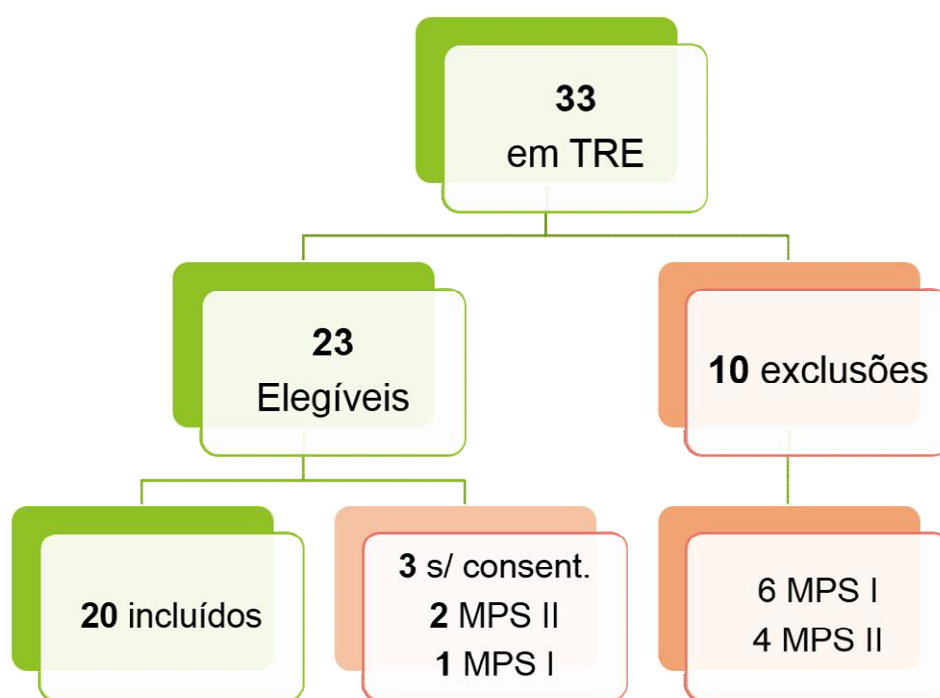 33
em TRE
23
Elegíveis
10 exclusões
20 incluídos
3 s/ consent.
2 MPS II
1 MPS I
6 MPS I
4 MPS II